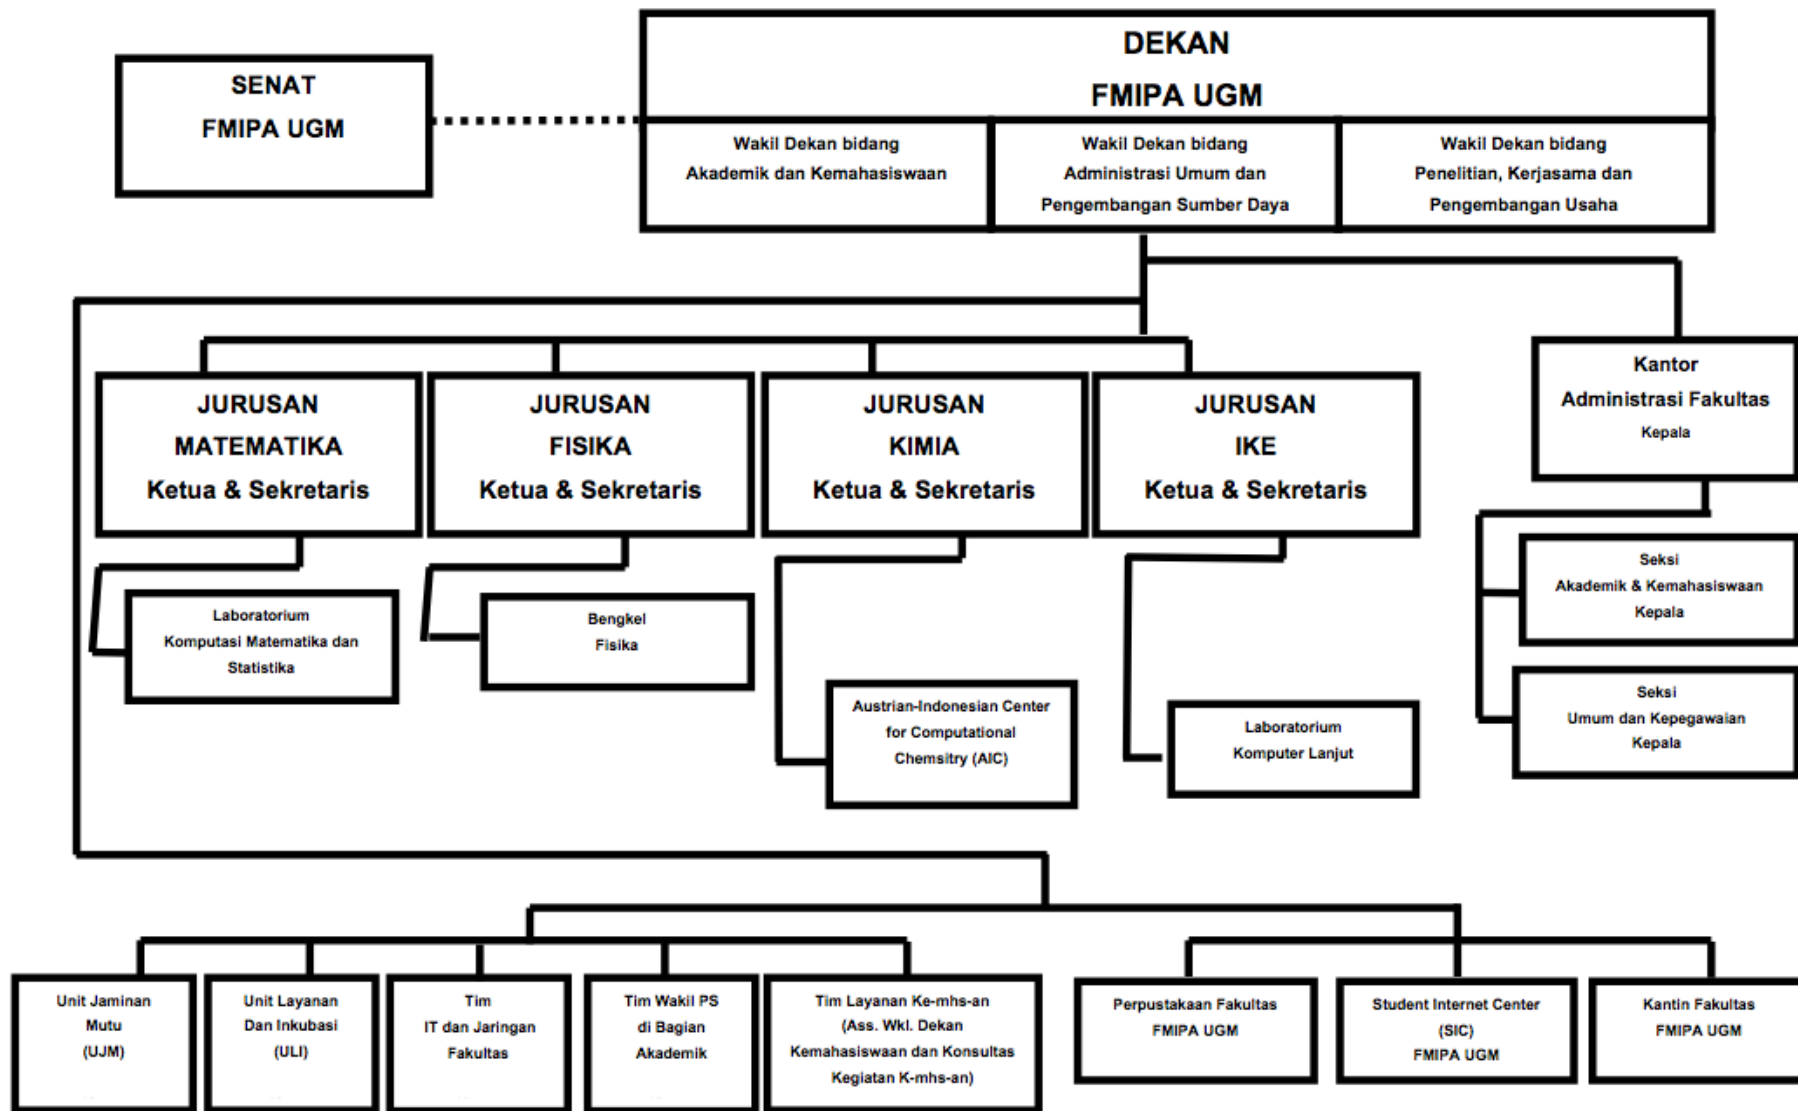 SENAT
FMIPA UGM
DEKAN
FMIPA UGM
Wakil Dekan bidang
Akademik dan Kemahasiswaan
Wakil Dekan bidang
Administrasi Umum dan
Pengembangan Sumber Daya
Wakil Dekan bidang
Penelitian, Kerjasama dan
Pengembangan Usaha
JURUSAN
MATEMATIKA
Ketua & Sekretaris
JURUSAN
FISIKA
Ketua & Sekretaris
JURUSAN
KIMIA
Ketua & Sekretaris
JURUSAN
IKE
Ketua & Sekretaris
Kantor
Administrasi Fakultas
Kepala
Laboratorium
Komputasi Matematika dan
Statistika
Bengkel
Fisika
Austrian-Indonesian Center
for Computational
Chemsitry (AIC)
Laboratorium
Komputer Lanjut
Seksi
Akademik & Kemahasiswaan
Kepala
Seksi
Umum dan Kepegawaian
Kepala
Unit Jaminan
Mutu
(UJM)
Unit Layanan
Dan Inkubasi
(ULI)
Tim
IT dan Jaringan
Fakultas
Tim Wakil PS
di Bagian
Akademik
Tim Layanan Ke-mhs-an
(Ass. Wkl. Dekan
Kemahasiswaan dan Konsultas
Kegiatan K-mhs-an)
Perpustakaan Fakultas
FMIPA UGM
Student Internet Center
(SIC)
FMIPA UGM
Kantin Fakultas
FMIPA UGM